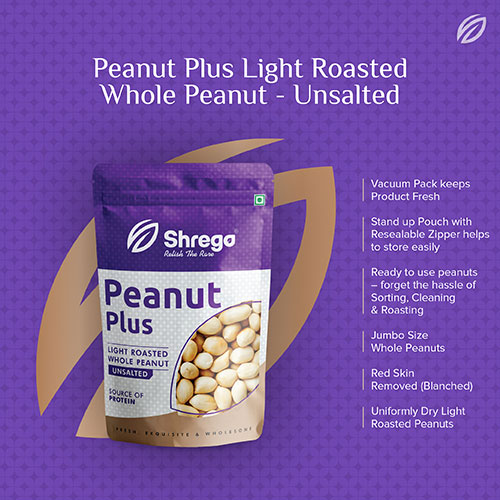 Peanut Plus Light Roasted
Whole Peanut - Unsalted
Shrego
Relish The Rare
Peanut
Plus
LIGHT ROASTED
WHOLE PEANUT
UNSALTED
SOURCE OF
PROTEIN
FRESH, EXQUISITE & WHOLESOME
Vacuum Pack keeps
Product Fresh
Stand up Pouch with
Resealable Zipper helps
to store easily
Ready to use peanuts
– forget the hassle of
Sorting, Cleaning
& Roasting
Jumbo Size
Whole Peanuts
Red Skin
Removed (Blanched)
Uniformly Dry Light
Roasted Peanuts